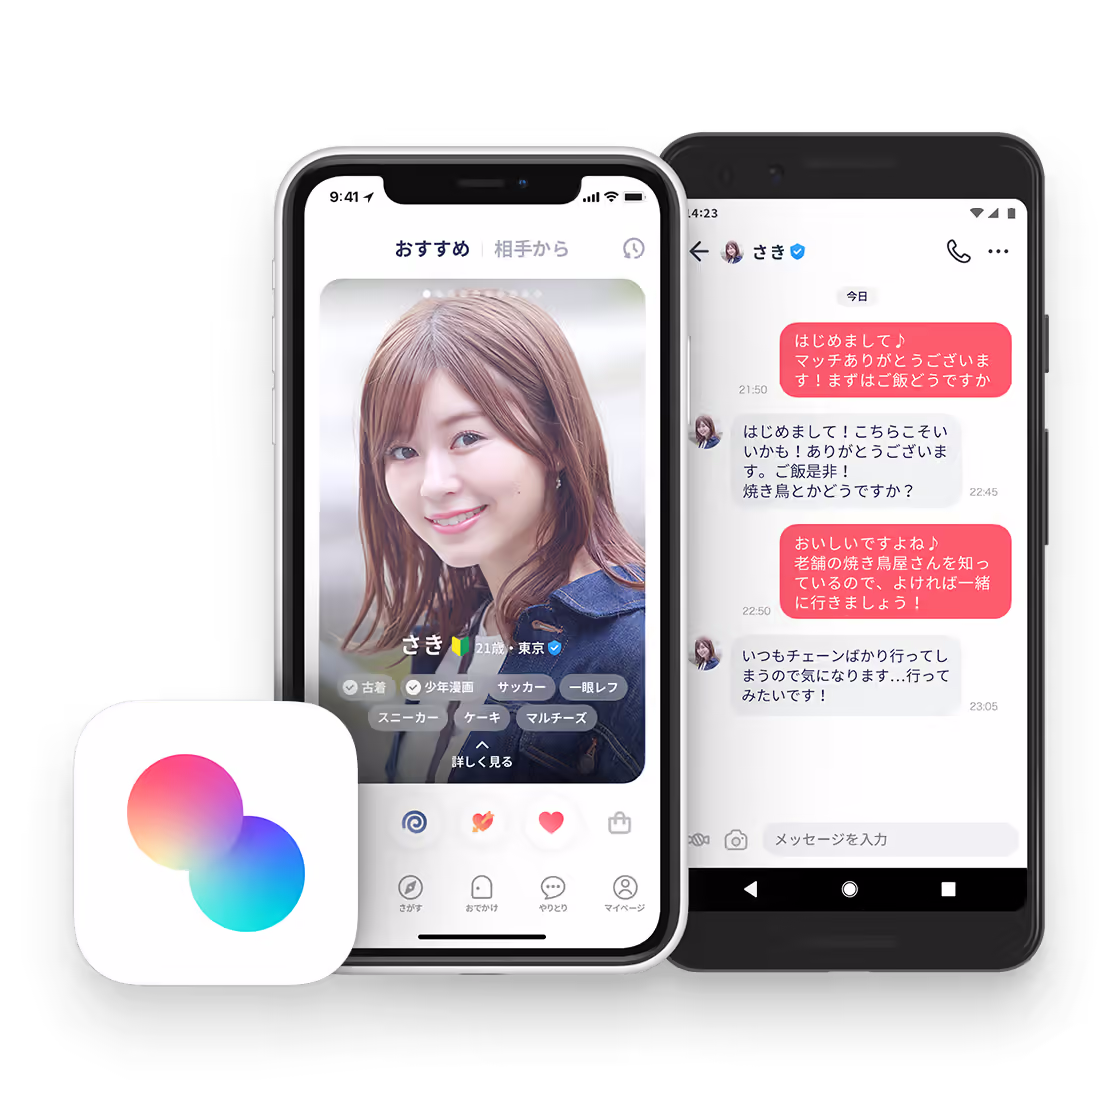 9:41
おすすめ
相手から
さき 21歳・東京
古着 少年漫画 サッカー 一眼レフ
スニーカー ケーキ マルチーズ
詳しく見る
さがす おでかけ やりとり マイページ
14:23
さき
今日
はじめまして♪
マッチありがとうございま
す！まずはご飯どうですか
21:50
はじめまして！こちらこそい
いかも！ありがとうございま
す。ご飯是非！
焼き鳥とかどうですか？
22:45
おいしいですよね♪
老舗の焼き鳥屋さんを知っ
ているので、よければ一緒
に行きましょう！
22:50
いつもチェーンばかり行ってし
まうので気になります…行って
みたいです！
23:05
メッセージを入力